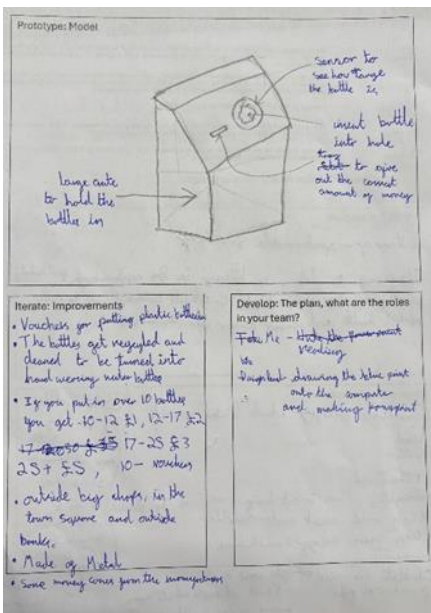 Prototype: Model
sensor to
see how large
the bottle is
insert bottle
into hole
to give
out the correct
amount of money
large crate
to hold the
bottles in
Iterate: Improvements
• Vouchers for putting plastic bottles in
• The bottles get recycled and
cleaned to be turned into
hard wearing water bottles
• If you put in over 10 bottles
you get 10-12 £1, 12-17 £2
17-25 £3
25+ £5, 10- vouchers
• outside big shops, in the
town square and outside
banks.
• Made of Metal
• Some money comes from the
Develop: The plan, what are the roles
in your team?
Me -
drawing the blue print
onto the
and making